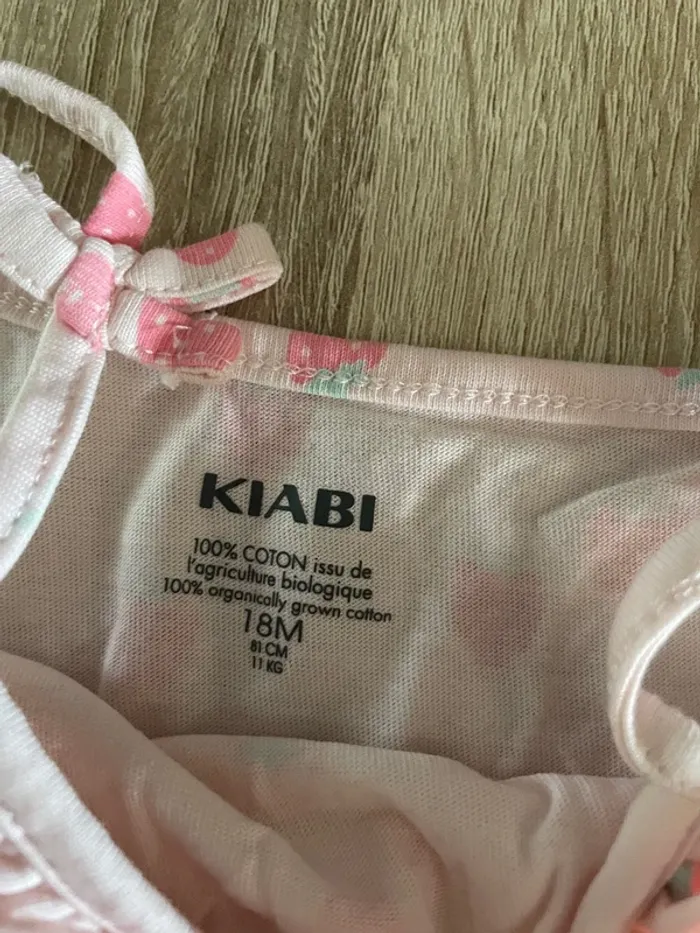 KIABI
100% COTON issu de
l'agriculture biologique
100% organically grown cotton
18M
81 CM
11 KG